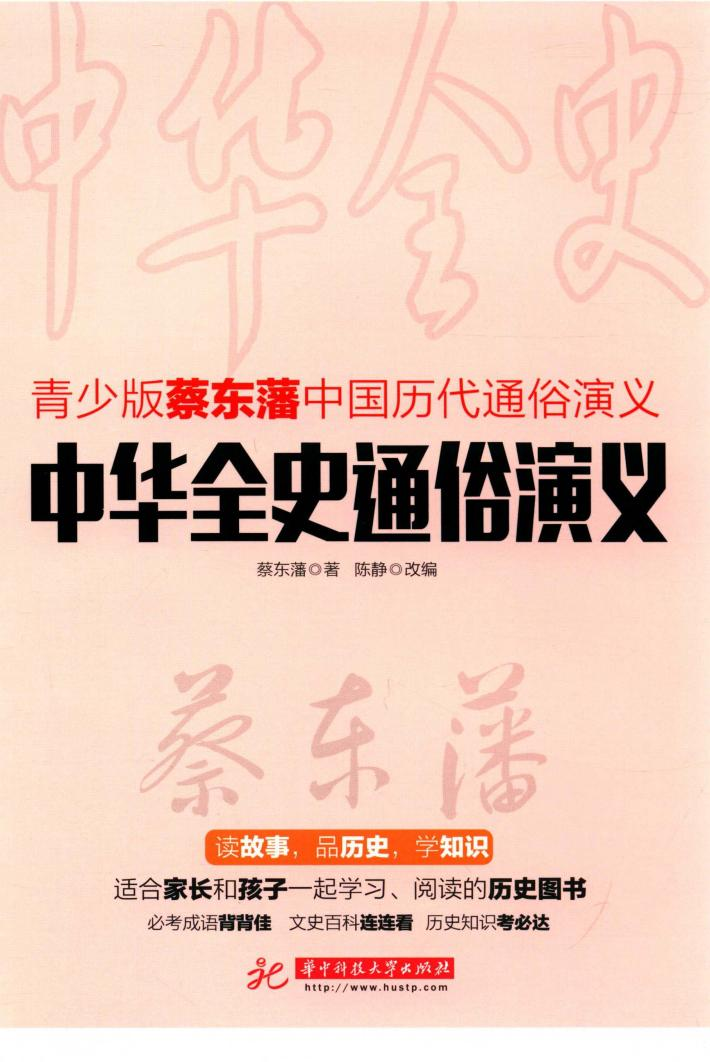 中华全史
青少版蔡东藩中国历代通俗演义
中华全史通俗演义
蔡东藩◎著 陈静◎改编
蔡东藩
读故事，品历史，学知识
适合家长和孩子一起学习、阅读的历史图书
必考成语背背佳 文史百科连连看 历史知识考必达
华中科技大学出版社
http://www.hustp.com